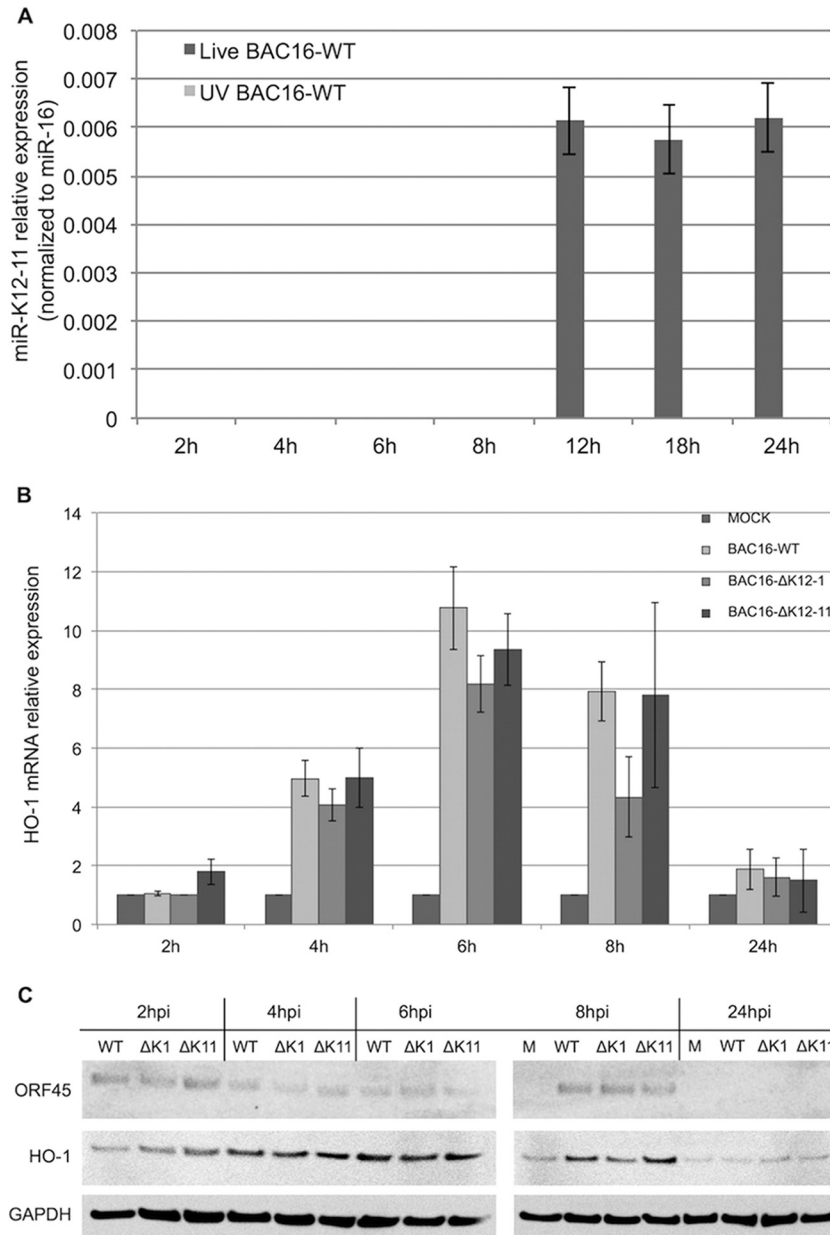 A
miR-K12-11 relative expression
(normalized to miR-16)
0.008
0.007
0.006
0.005
0.004
0.003
0.002
0.001
0
Live BAC16-WT
UV BAC16-WT
2h 4h 6h 8h 12h 18h 24h
B
HO-1 mRNA relative expression
14
12
10
8
6
4
2
0
MOCK
BAC16-WT
BAC16-ΔK12-1
BAC16-ΔK12-11
2h 4h 6h 8h 24h
C
2hpi 4hpi 6hpi 8hpi 24hpi
WT ΔK1 ΔK11 WT ΔK1 ΔK11 WT ΔK1 ΔK11 M WT ΔK1 ΔK11 M WT ΔK1 ΔK11
ORF45
HO-1
GAPDH